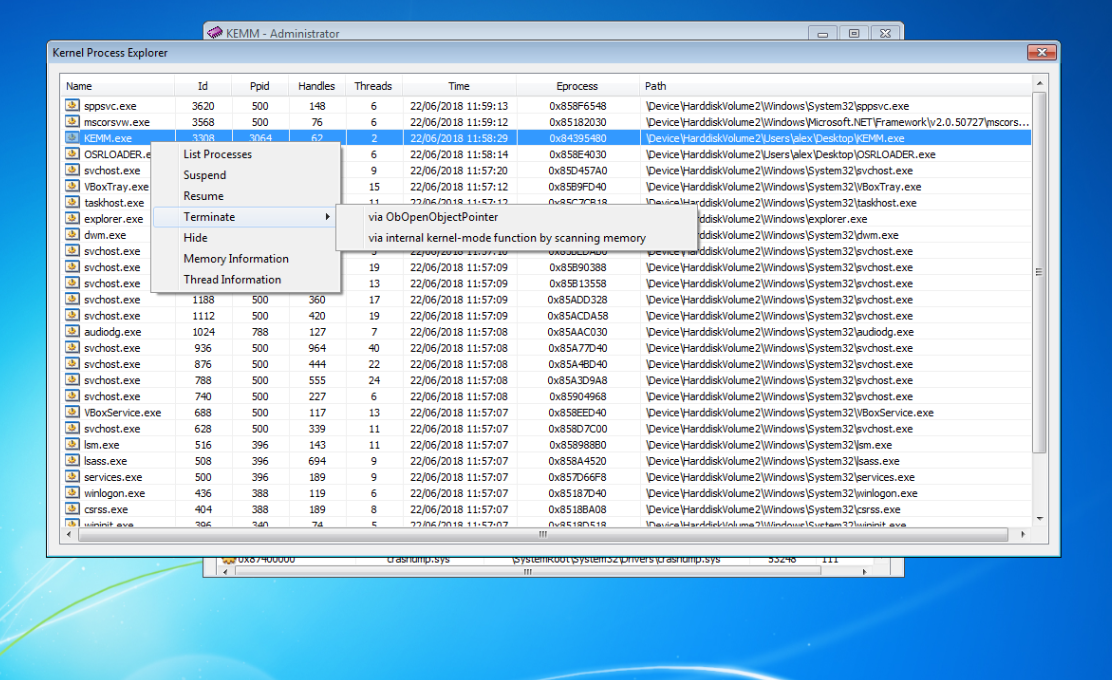 KEMM - Administrator
Kernel Process Explorer
Name Id Ppid Handles Threads Time Eprocess Path
sppsvc.exe 3620 500 148 6 22/06/2018 11:59:13 0x858F6548 \Device\HarddiskVolume2\Windows\System32\sppsvc.exe
mscorsvw.exe 3568 500 76 6 22/06/2018 11:59:12 0x85182030 \Device\HarddiskVolume2\Windows\Microsoft.NET\Framework\v2.0.50727\mscors...
KEMM.exe 3308 3064 62 2 22/06/2018 11:58:29 0x84395480 \Device\HarddiskVolume2\Users\alex\Desktop\KEMM.exe
OSRLOADER.e 6 22/06/2018 11:58:14 0x858E4030 \Device\HarddiskVolume2\Users\alex\Desktop\OSRLOADER.exe
svchost.exe 9 22/06/2018 11:57:20 0x85D457A0 \Device\HarddiskVolume2\Windows\System32\svchost.exe
VBoxTray.exe 15 22/06/2018 11:57:12 0x85B9FD40 \Device\HarddiskVolume2\Windows\System32\VBoxTray.exe
taskhost.exe 11 22/06/2018 11:57:12 0x85C7CB18 \Device\HarddiskVolume2\Windows\System32\taskhost.exe
explorer.exe \Windows\explorer.exe
dwm.exe \Windows\System32\dwm.exe
svchost.exe 22/06/2018 11:57:10 \Device\HarddiskVolume2\Windows\System32\svchost.exe
svchost.exe 19 22/06/2018 11:57:09 0x85B90388 \Device\HarddiskVolume2\Windows\System32\svchost.exe
svchost.exe 13 22/06/2018 11:57:09 0x85B13558 \Device\HarddiskVolume2\Windows\System32\svchost.exe
svchost.exe 1188 500 360 17 22/06/2018 11:57:09 0x85ADD328 \Device\HarddiskVolume2\Windows\System32\svchost.exe
svchost.exe 1112 500 420 19 22/06/2018 11:57:09 0x85ACDA58 \Device\HarddiskVolume2\Windows\System32\svchost.exe
audiodg.exe 1024 788 127 7 22/06/2018 11:57:08 0x85AAC030 \Device\HarddiskVolume2\Windows\System32\audiodg.exe
svchost.exe 936 500 964 40 22/06/2018 11:57:08 0x85A77D40 \Device\HarddiskVolume2\Windows\System32\svchost.exe
svchost.exe 876 500 444 22 22/06/2018 11:57:08 0x85A4BD40 \Device\HarddiskVolume2\Windows\System32\svchost.exe
svchost.exe 788 500 555 24 22/06/2018 11:57:08 0x85A3D9A8 \Device\HarddiskVolume2\Windows\System32\svchost.exe
svchost.exe 740 500 227 6 22/06/2018 11:57:08 0x85904968 \Device\HarddiskVolume2\Windows\System32\svchost.exe
VBoxService.exe 688 500 117 13 22/06/2018 11:57:07 0x858EED40 \Device\HarddiskVolume2\Windows\System32\VBoxService.exe
svchost.exe 628 500 339 11 22/06/2018 11:57:07 0x858D7C00 \Device\HarddiskVolume2\Windows\System32\svchost.exe
lsm.exe 516 396 143 11 22/06/2018 11:57:07 0x858988B0 \Device\HarddiskVolume2\Windows\System32\lsm.exe
lsass.exe 508 396 694 9 22/06/2018 11:57:07 0x858A4520 \Device\HarddiskVolume2\Windows\System32\lsass.exe
services.exe 500 396 189 9 22/06/2018 11:57:07 0x857D66F8 \Device\HarddiskVolume2\Windows\System32\services.exe
winlogon.exe 436 388 119 6 22/06/2018 11:57:07 0x85187D40 \Device\HarddiskVolume2\Windows\System32\winlogon.exe
csrss.exe 404 388 189 8 22/06/2018 11:57:07 0x8518BA08 \Device\HarddiskVolume2\Windows\System32\csrss.exe
wininit.exe 396 340 74 5 22/06/2018 11:57:07 0x8518D518 \Device\HarddiskVolume2\Windows\System32\wininit.exe
List Processes
Suspend
Resume
Terminate
Hide
Memory Information
Thread Information
via ObOpenObjectPointer
via internal kernel-mode function by scanning memory
0x87400000 crashdmp.sys \SystemRoot\System32\Drivers\crashdmp.sys 53248 111